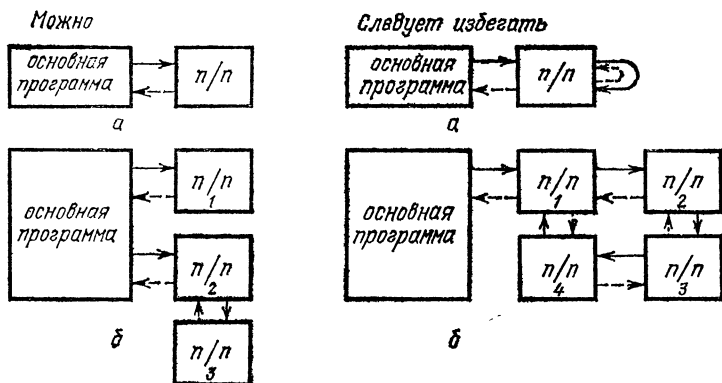 Можно
основная
программа
п/п
а
основная
программа
п/п
1
п/п
2
п/п
3
б
Следует избегать
основная
программа
п/п
а
основная
программа
п/п
1
п/п
2
п/п
4
п/п
3
б